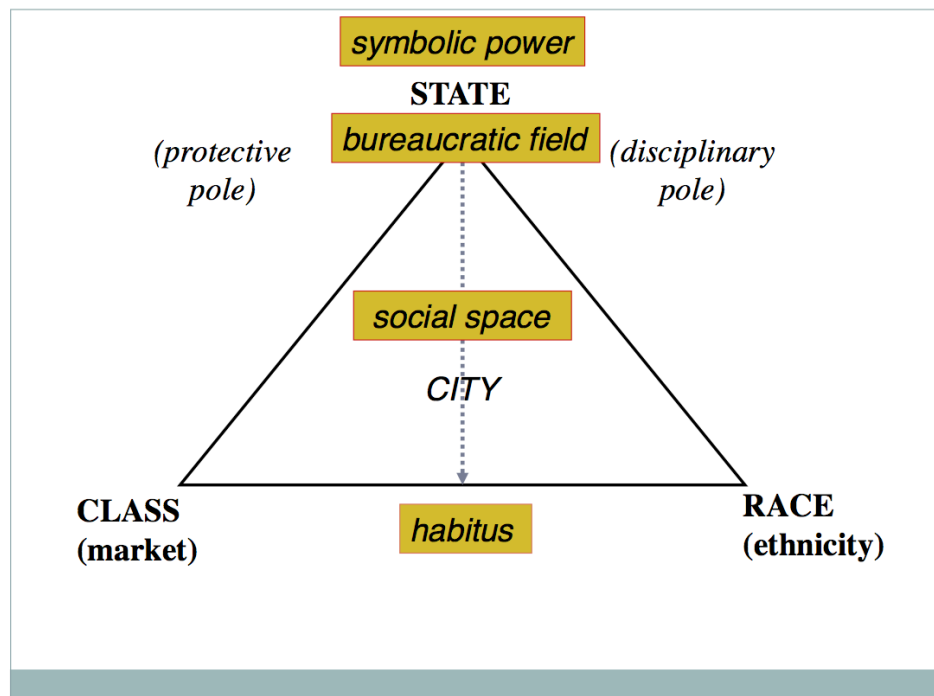 symbolic power
STATE
bureaucratic field
(protective
pole)
(disciplinary
pole)
social space
CITY
CLASS
(market)
habitus
RACE
(ethnicity)